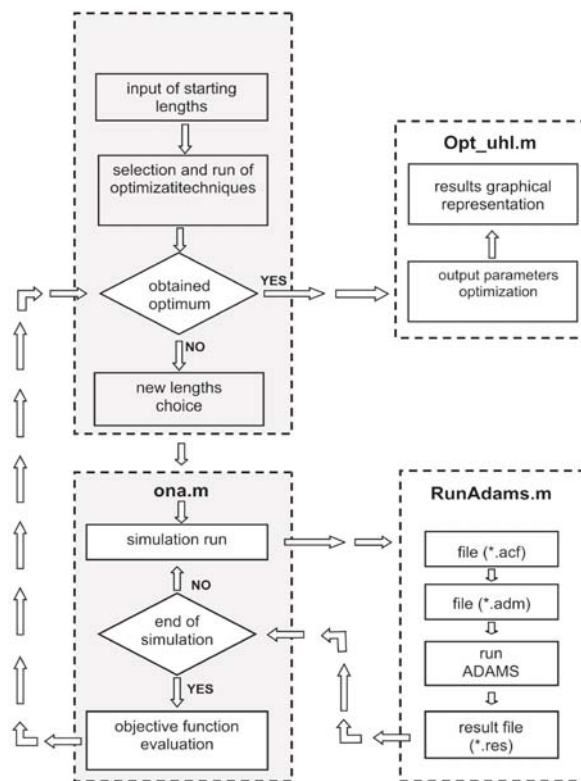 input of starting
lengths
selection and run of
optimizatitechniques
obtained
optimum
YES
NO
new lengths
choice
Opt_uhl.m
results graphical
representation
output parameters
optimization
ona.m
simulation run
NO
end of
simulation
YES
objective function
evaluation
RunAdams.m
file (*.acf)
file (*.adm)
run
ADAMS
result file
(*.res)